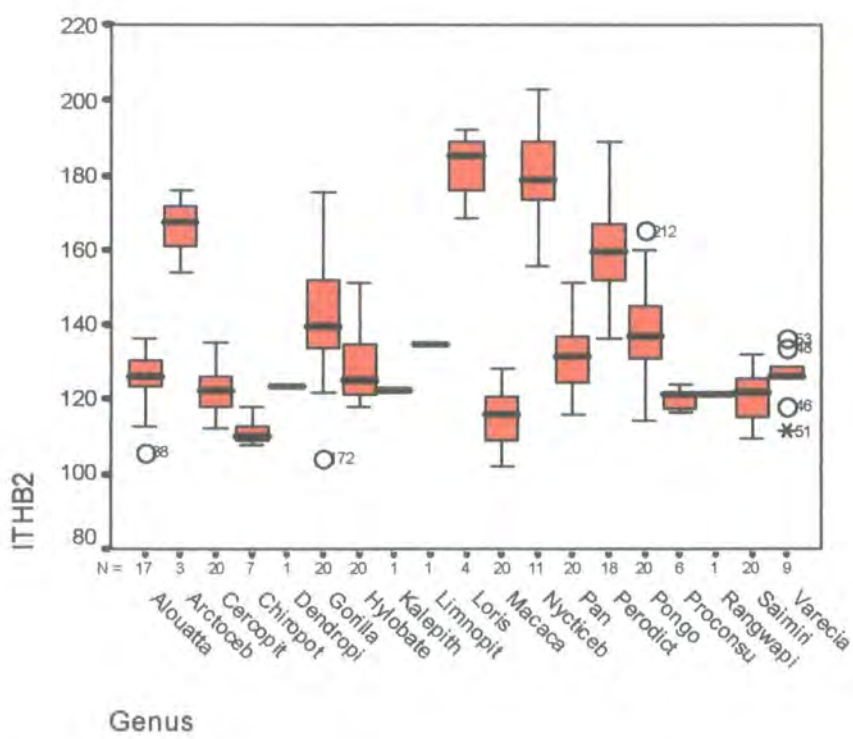 220
200
180
160
140
120
100
80
ITHB2
212
53
48
46
51
88
172
N = 17 3 20 7 1 20 20 1 1 4 20 11 20 18 20 6 1 20 9
Alouatta
Arctoceb
Cercopit
Chiropot
Dendropi
Gorilla
Hylobate
Kalepith
Limnopit
Loris
Macaca
Nycticeb
Pan
Perodict
Pongo
Proconsu
Rangwapi
Saimiri
Varecia
Genus